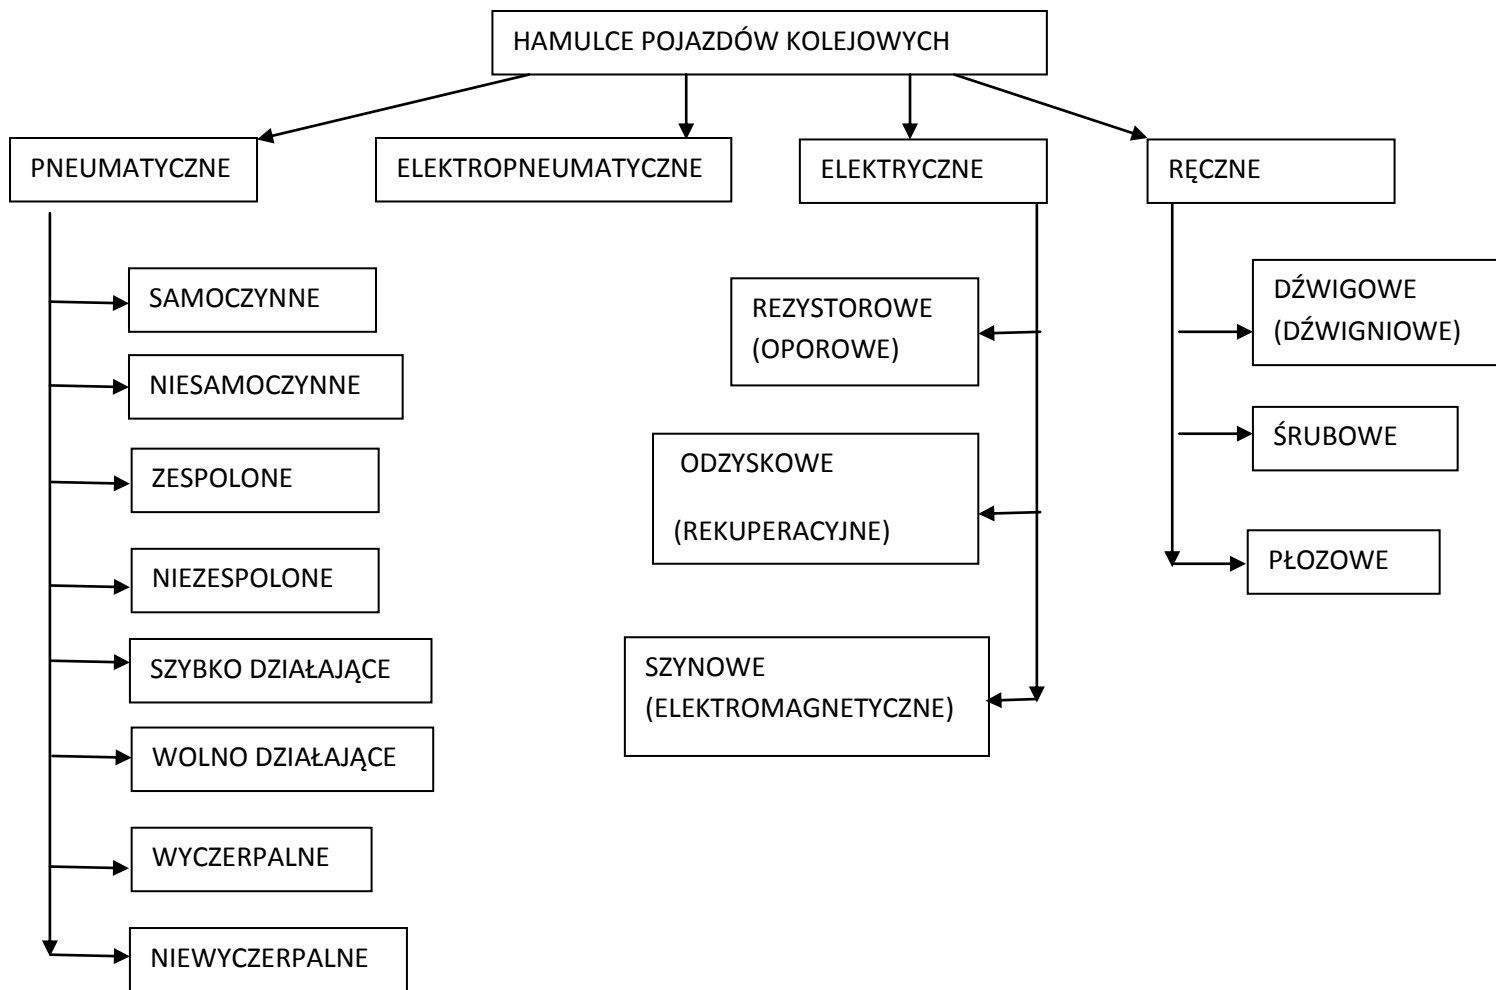 HAMULCE POJAZDÓW KOLEJOWYCH
PNEUMATYCZNE
ELEKTROPNEUMATYCZNE
ELEKTRYCZNE
RĘCZNE
SAMOCZYNNE
NIESAMOCZYNNE
ZESPOLONE
NIEZESPOLONE
SZYBKO DZIAŁAJĄCE
WOLNO DZIAŁAJĄCE
WYCZERPALNE
NIEWYCZERPALNE
REZYSTOROWE
(OPOROWE)
ODZYSKOWE
(REKUPERACYJNE)
SZYNOWE
(ELEKTROMAGNETYCZNE)
DŹWIGOWE
(DŹWIGNIOWE)
ŚRUBOWE
PŁOZOWE